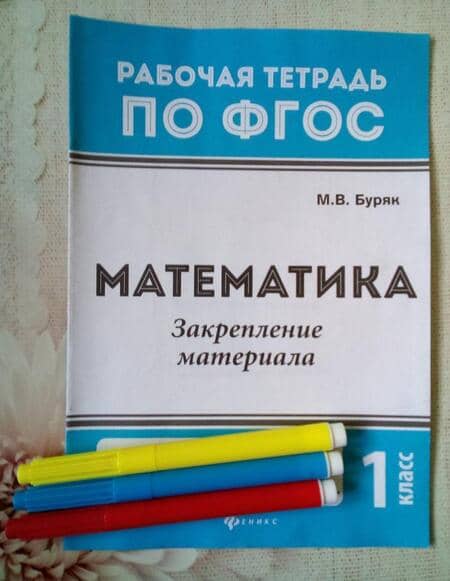 РАБОЧАЯ ТЕТРАДЬ
ПО ФГОС
М.В. Буряк
МАТЕМАТИКА
Закрепление
материала
1 класс
ФЕНИКС